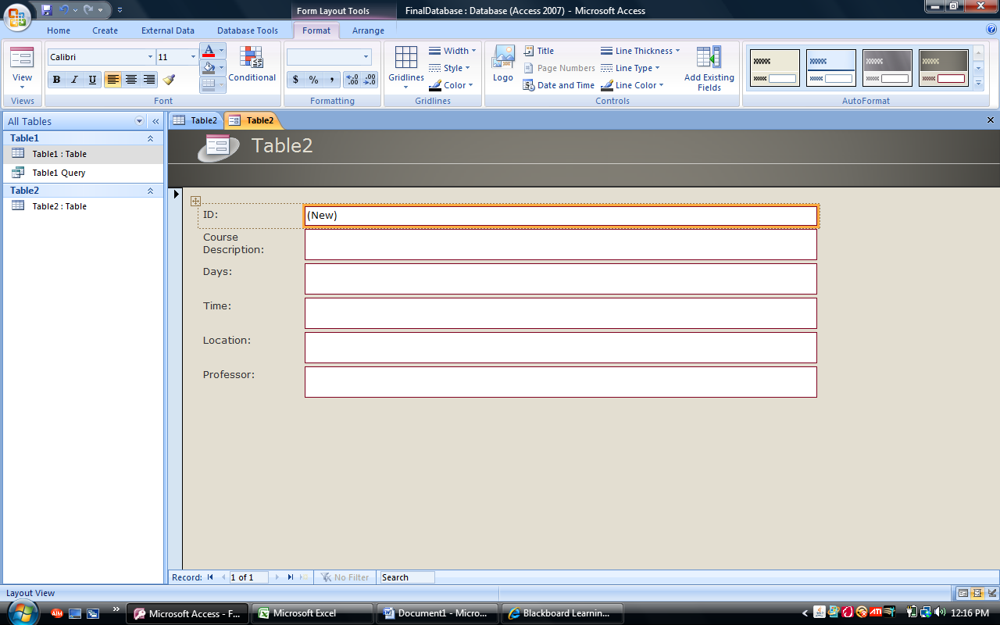 Form Layout Tools FinalDatabase : Database (Access 2007) - Microsoft Access
Home Create External Data Database Tools Format Arrange
View
Views
Calibri 11
B I U
Conditional
Font
$ % ,
Formatting
Gridlines
Width
Style
Color
Gridlines
Logo
Title
Page Numbers
Date and Time
Line Thickness
Line Type
Line Color
Add Existing Fields
Controls
AutoFormat
All Tables
Table1
Table1 : Table
Table1 Query
Table2
Table2 : Table
Table2 Table2
Table2
ID: (New)
Course
Description:
Days:
Time:
Location:
Professor:
Record: 1 of 1 No Filter Search
Layout View
AIM Microsoft Access - F... Microsoft Excel Document1 - Micro... Blackboard Learnin... ATI 12:16 PM